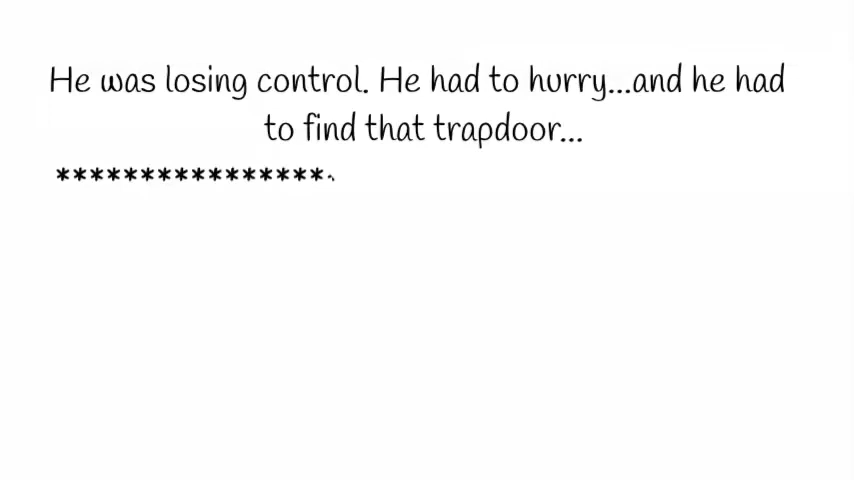 He was losing control. He had to hurry...and he had
to find that trapdoor...
****************